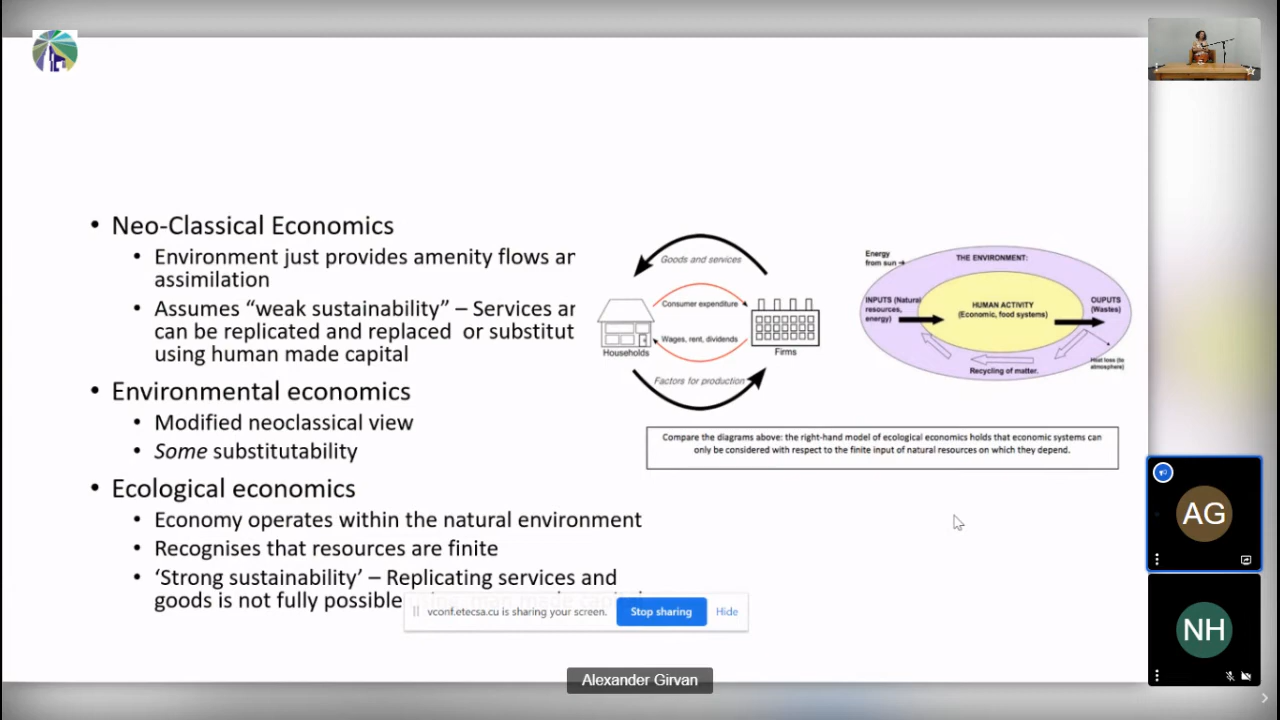 Neo-Classical Economics
Environment just provides amenity flows an
assimilation
Assumes “weak sustainability” – Services ar
can be replicated and replaced or substitut
using human made capital
Environmental economics
Modified neoclassical view
Some substitutability
Ecological economics
Economy operates within the natural environment
Recognises that resources are finite
‘Strong sustainability’ – Replicating services and
goods is not fully possible
Goods and services
Consumer expenditure
Wages, rent, dividends
Households
Firms
Factors for production
Energy
from sun
THE ENVIRONMENT:
INPUTS (Natural
resources,
energy)
HUMAN ACTIVITY
(Economic, food systems)
OUPUTS
(Wastes)
Heat loss (to
atmosphere)
Recycling of matter.
Compare the diagrams above: the right-hand model of ecological economics holds that economic systems can
only be considered with respect to the finite input of natural resources on which they depend.
vconf.etecsa.cu is sharing your screen.
Stop sharing
Hide
Alexander Girvan
AG
NH